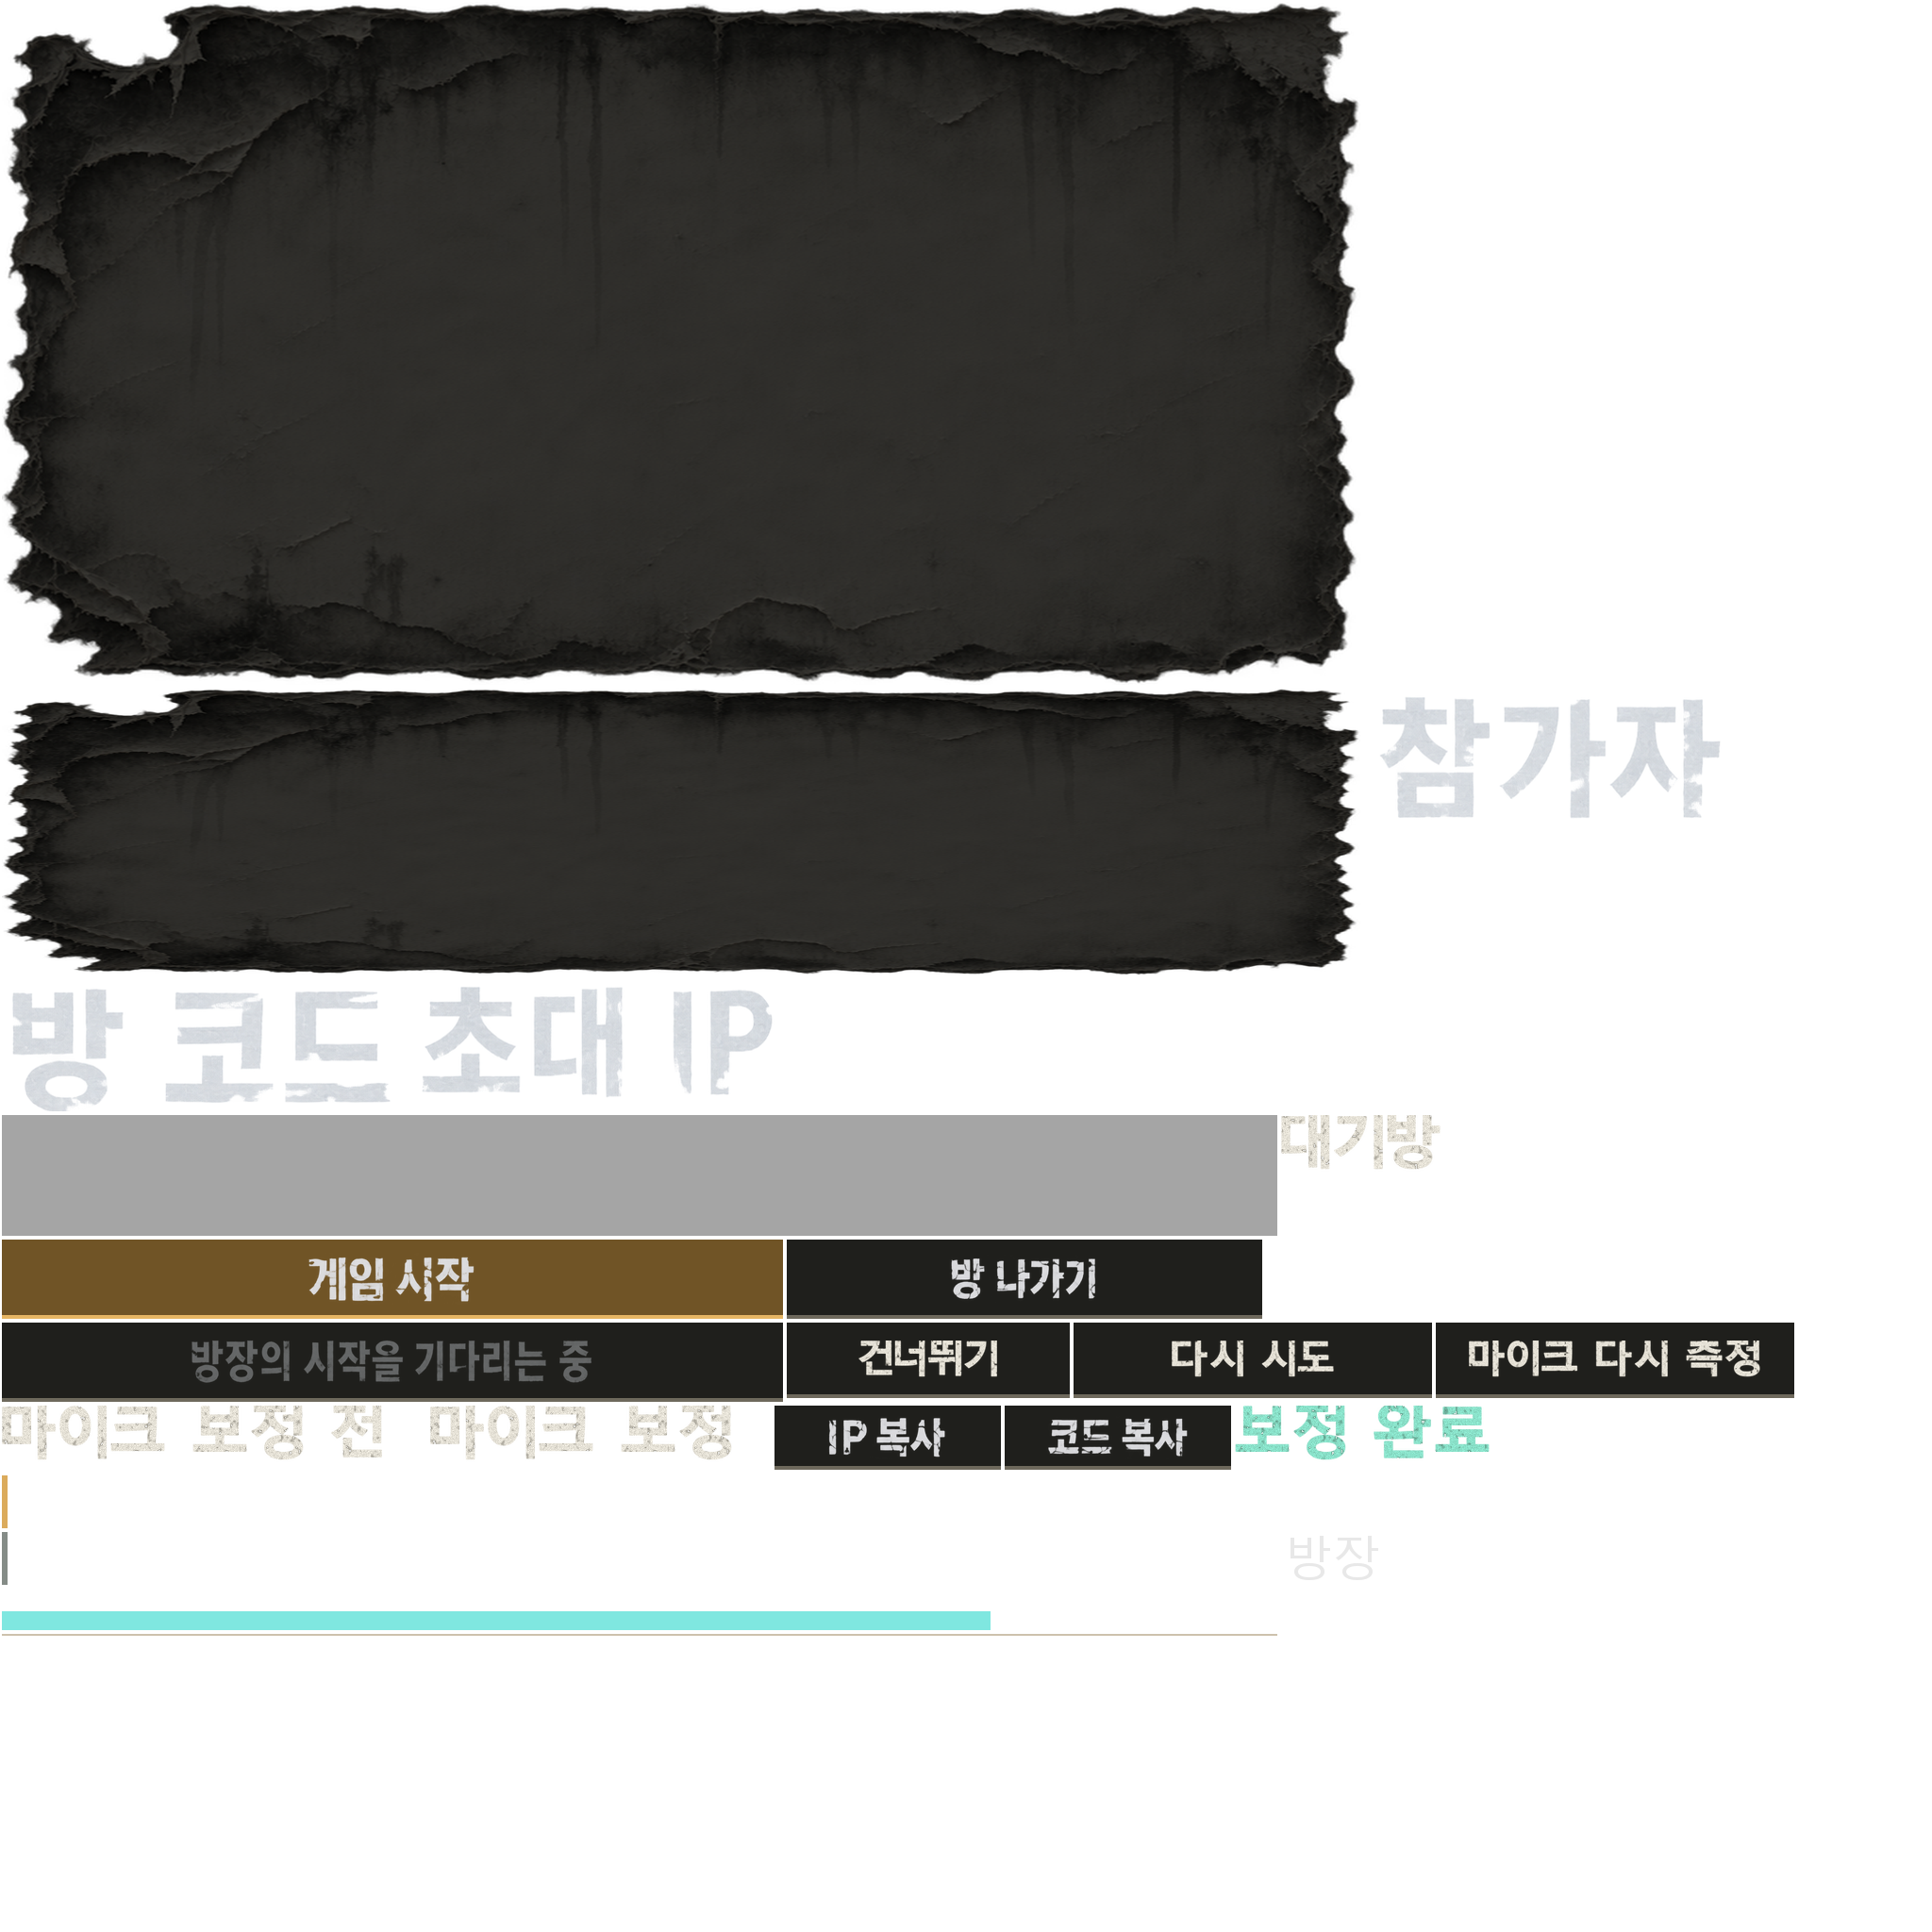 참가자
방 코드 초대 IP
대기방
게임 시작
방 나가기
방장의 시작을 기다리는 중
건너뛰기
다시 시도
마이크 다시 측정
마이크 보정 전
마이크 보정
IP 복사
코드 복사
보정 완료
방장